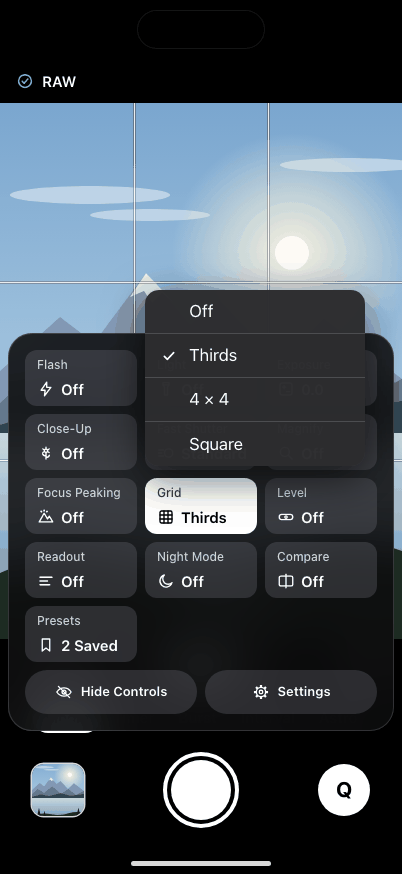 RAW
Off
Thirds
4 × 4
Square
Flash
Off
Close-Up
Off
Focus Peaking
Off
Grid
Thirds
Level
Off
Readout
Off
Night Mode
Off
Compare
Off
Presets
2 Saved
Hide Controls
Settings
Q